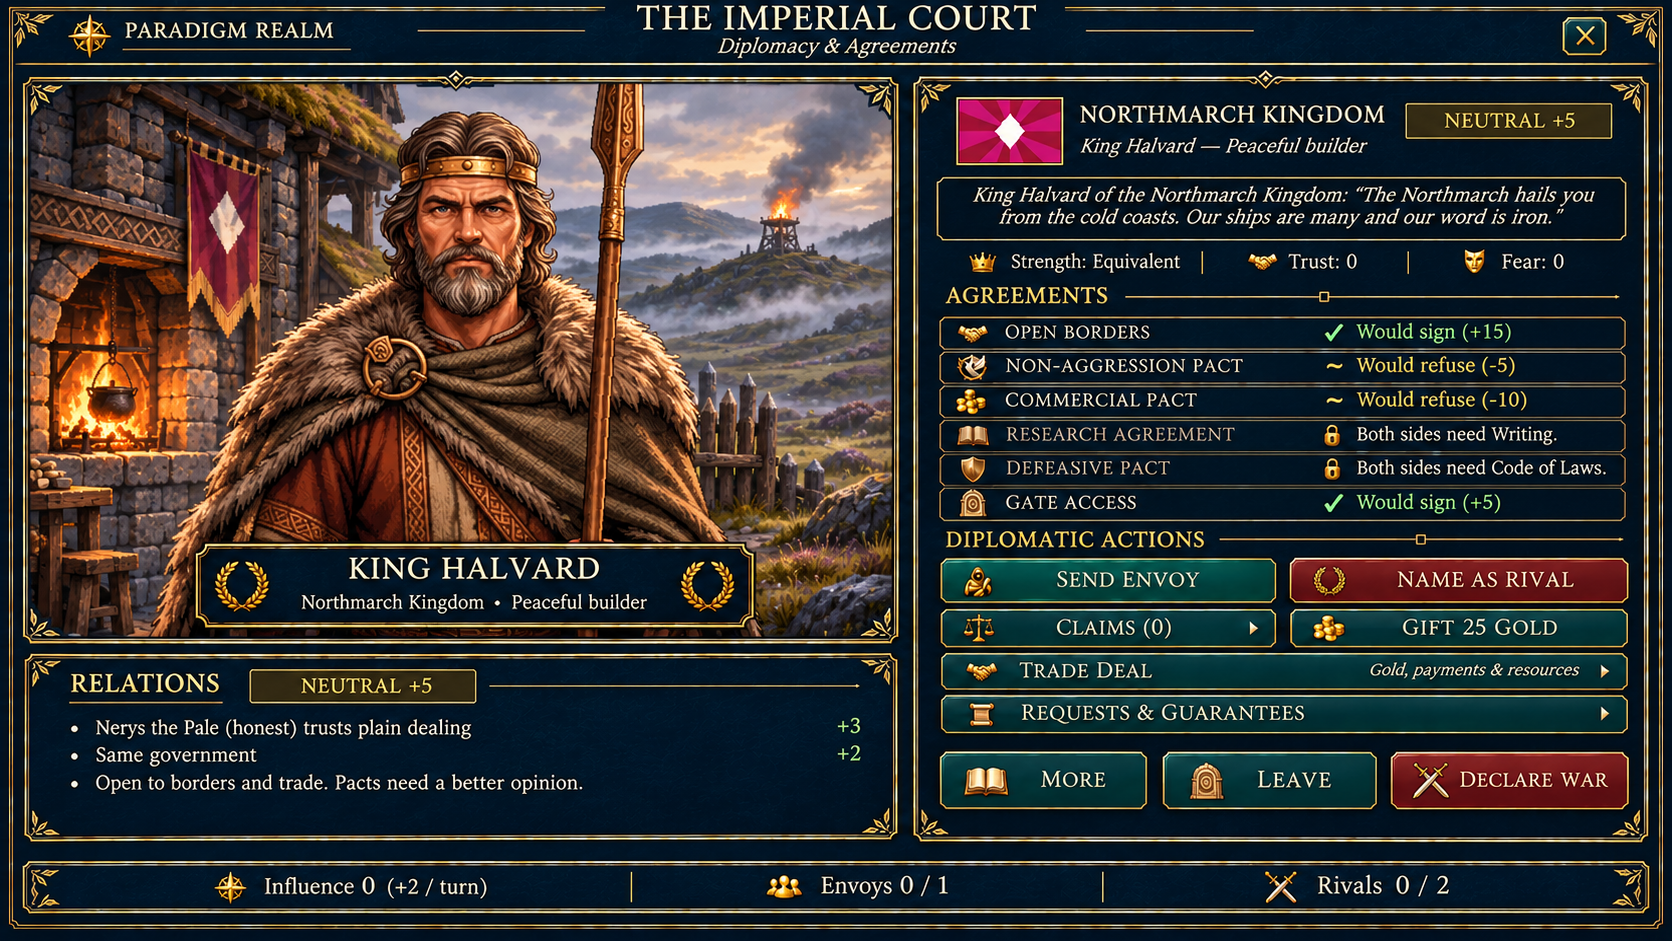 PARADIGM REALM
THE IMPERIAL COURT
Diplomacy & Agreements
KING HALVARD
Northmarch Kingdom • Peaceful builder
RELATIONS
NEUTRAL +5
• Nerys the Pale (honest) trusts plain dealing +3
• Same government +2
• Open to borders and trade. Pacts need a better opinion.
NORTHMARCH KINGDOM
NEUTRAL +5
King Halvard — Peaceful builder
King Halvard of the Northmarch Kingdom: “The Northmarch hails you
from the cold coasts. Our ships are many and our word is iron.”
Strength: Equivalent
Trust: 0
Fear: 0
AGREEMENTS
OPEN BORDERS Would sign (+15)
NON-AGGRESSION PACT ~ Would refuse (-5)
COMMERCIAL PACT ~ Would refuse (-10)
RESEARCH AGREEMENT Both sides need Writing.
DEREASIVE PACT Both sides need Code of Laws.
GATE ACCESS Would sign (+5)
DIPLOMATIC ACTIONS
SEND ENVOY
NAME AS RIVAL
CLAIMS (0)
GIFT 25 GOLD
TRADE DEAL Gold, payments & resources
REQUESTS & GUARANTEES
MORE
LEAVE
DECLARE WAR
Influence 0 (+2 / turn)
Envoys 0 / 1
Rivals 0 / 2